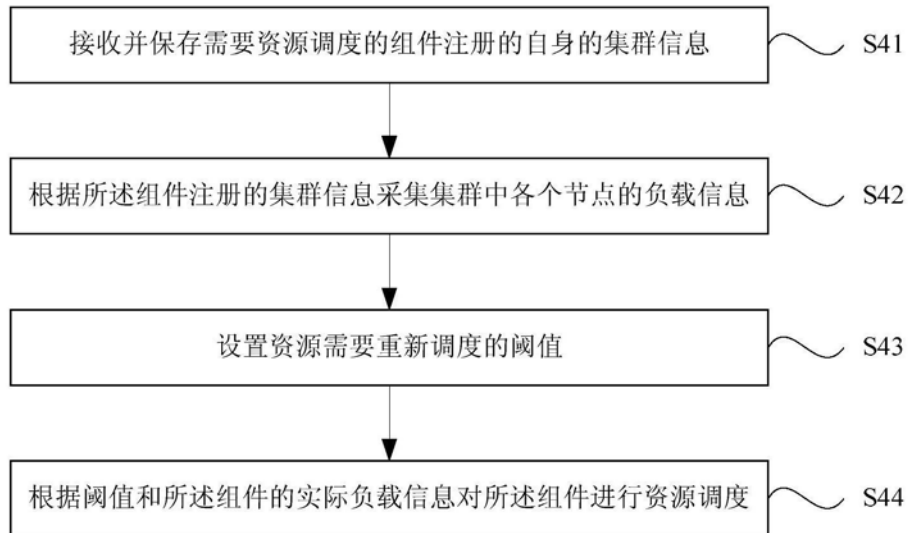 接收并保存需要资源调度的组件注册的自身的集群信息
S41
根据所述组件注册的集群信息采集集群中各个节点的负载信息
S42
设置资源需要重新调度的阈值
S43
根据阈值和所述组件的实际负载信息对所述组件进行资源调度
S44